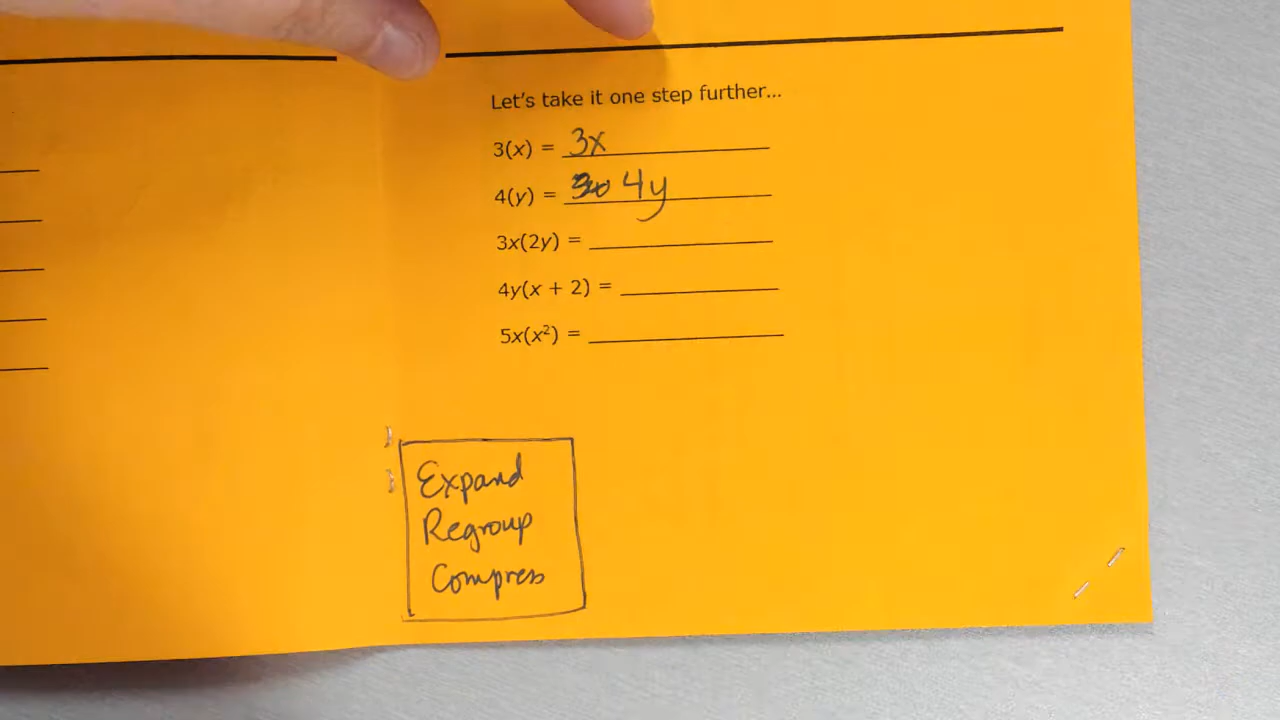 Let's take it one step further...
3(x) = 3x
4(y) = 4y
3x(2y) =
4y(x + 2) =
5x(x²) =
Expand
Regroup
Compress